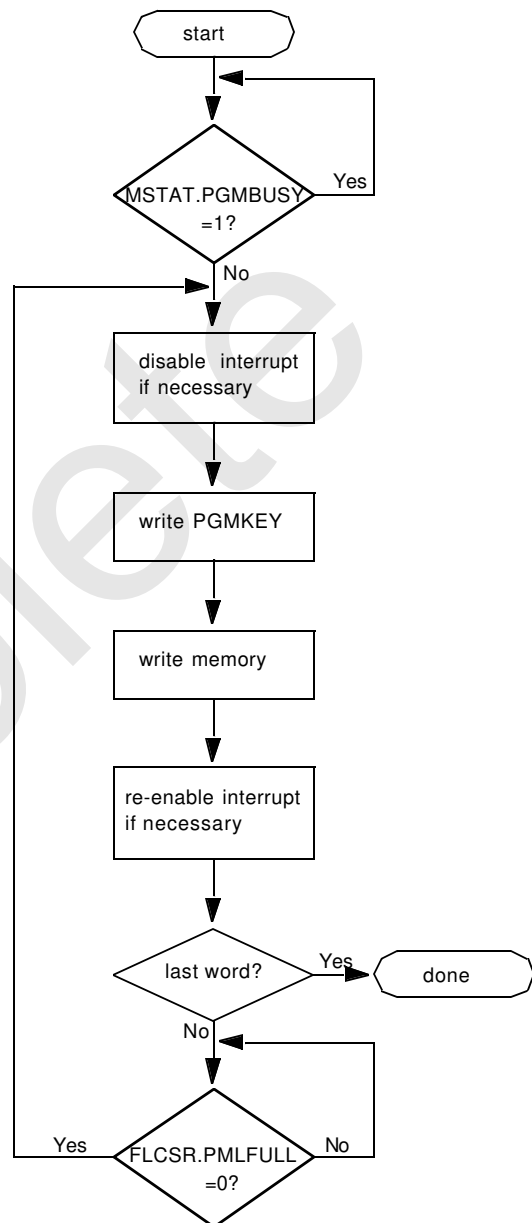 start
MSTAT.PGMBUSY
=1?
Yes
No
disable interrupt
if necessary
write PGMKEY
write memory
re-enable interrupt
if necessary
last word?
Yes
done
No
FLCSR.PMLFULL
=0?
Yes
No
lete